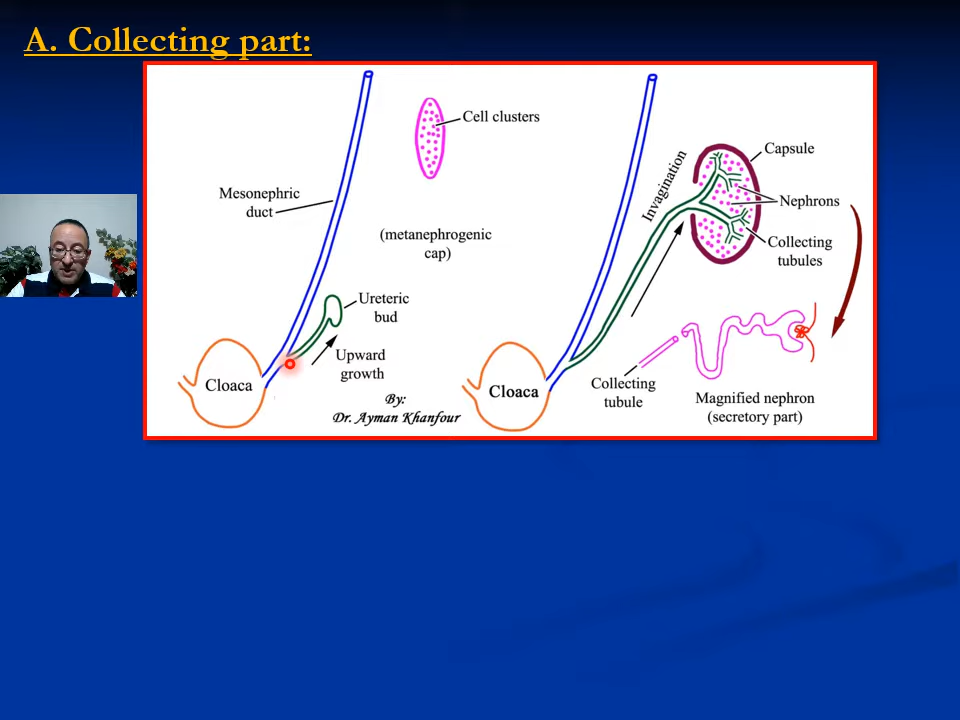 A. Collecting part:
Cell clusters
Mesonephric
duct
(metanephrogenic
cap)
Ureteric
bud
Upward
growth
Cloaca
By:
Dr. Ayman Khanfour
Invagination
Capsule
Nephrons
Collecting
tubules
Cloaca
Collecting
tubule
Magnified nephron
(secretory part)